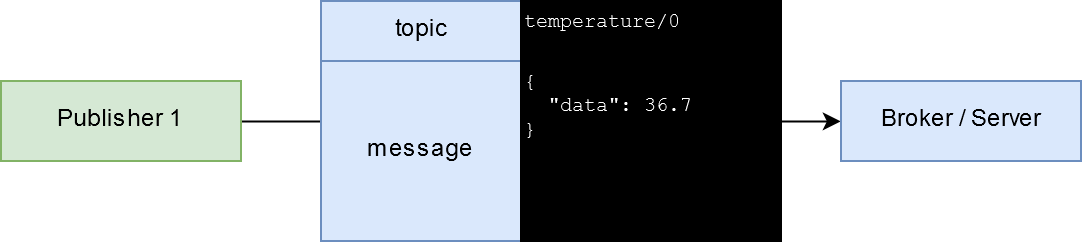 Publisher 1
topic
message
temperature/0
{
  "data": 36.7
}
Broker / Server